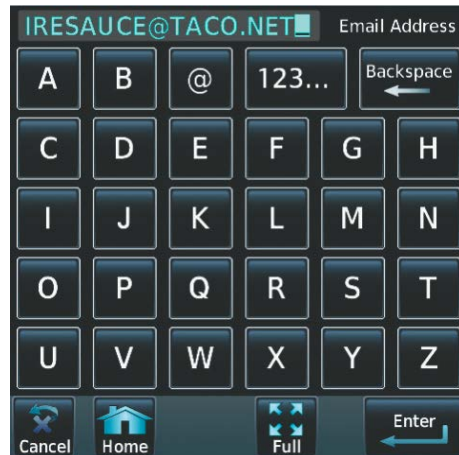 IRESAUCE@TACO.NET Email Address
A B @ 123... Backspace
C D E F G H
I J K L M N
O P Q R S T
U V W X Y Z
Cancel Home Full Enter